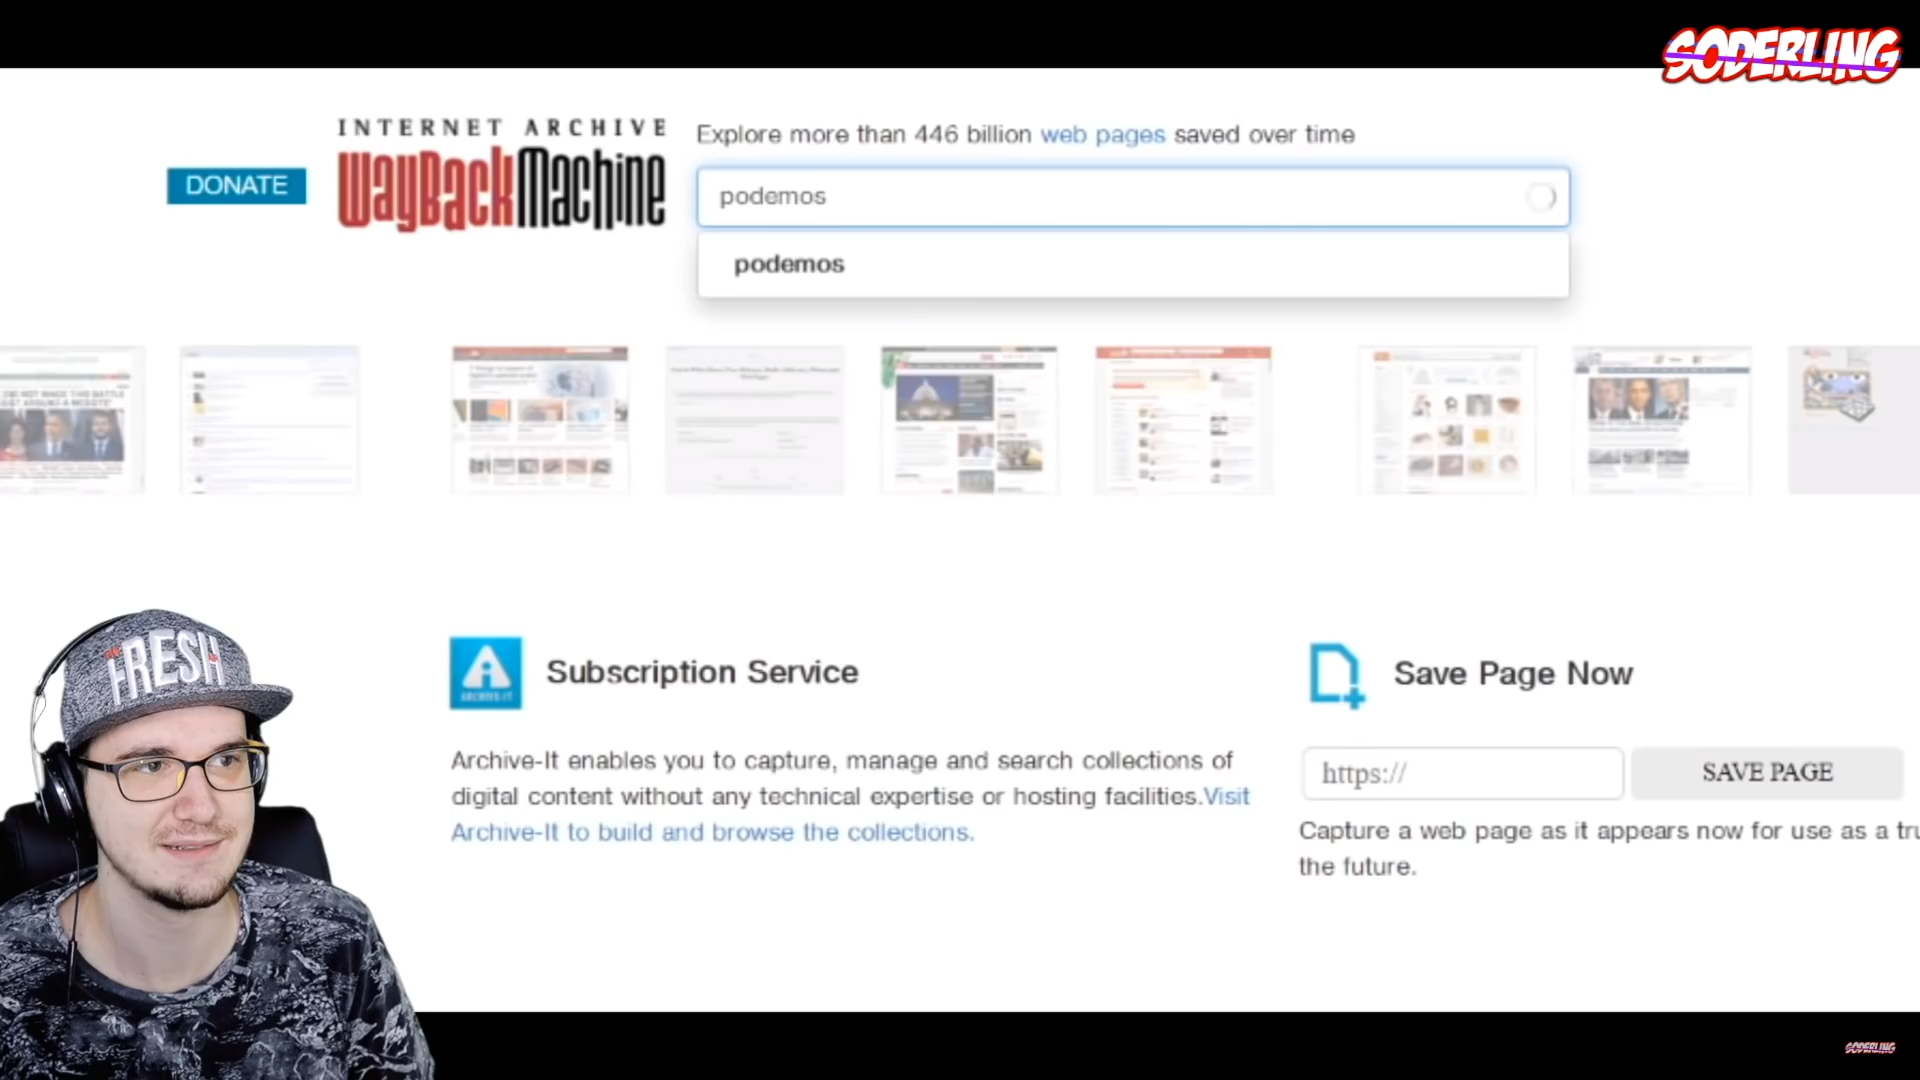 SODERLING
INTERNET ARCHIVE
WayBackMachine
DONATE
Explore more than 446 billion web pages saved over time
podemos
podemos
Subscription Service
ARCHIVE-IT
Archive-It enables you to capture, manage and search collections of
digital content without any technical expertise or hosting facilities.Visit
Archive-It to build and browse the collections.
Save Page Now
https://
SAVE PAGE
Capture a web page as it appears now for use as a tru
the future.
FRESH
SODERLING